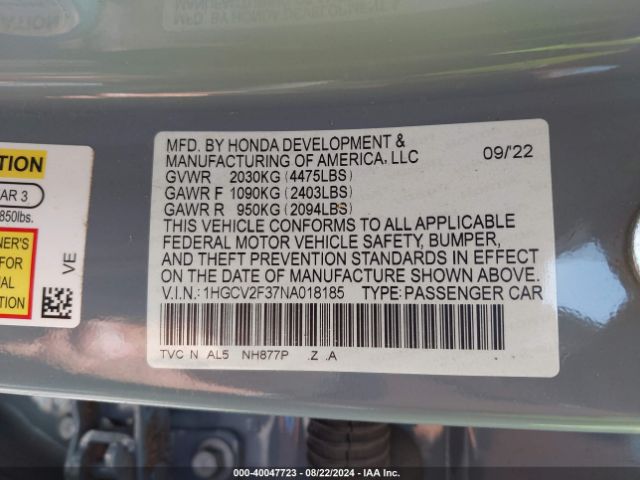 MFD. BY HONDA DEVELOPMENT &
MANUFACTURING OF AMERICA, LLC 09/'22
GVWR 2030KG (4475LBS)
GAWR F 1090KG (2403LBS)
GAWR R 950KG (2094LBS)
THIS VEHICLE CONFORMS TO ALL APPLICABLE
FEDERAL MOTOR VEHICLE SAFETY, BUMPER,
AND THEFT PREVENTION STANDARDS IN EFFECT
ON THE DATE OF MANUFACTURE SHOWN ABOVE.
V.I.N.: 1HGCV2F37NA018185 TYPE: PASSENGER CAR
TVC N AL5 NH877P .Z .A
AR 3
850lbs.
NER'S
FOR
ONAL
VE
000-40047723 - 08/22/2024 - IAA Inc.